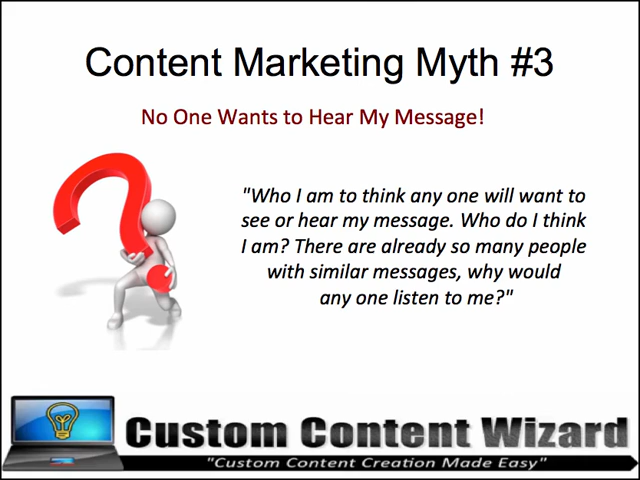 Content Marketing Myth #3
No One Wants to Hear My Message!
"Who I am to think any one will want to
see or hear my message. Who do I think
I am? There are already so many people
with similar messages, why would
any one listen to me?"
Custom Content Wizard
"Custom Content Creation Made Easy"